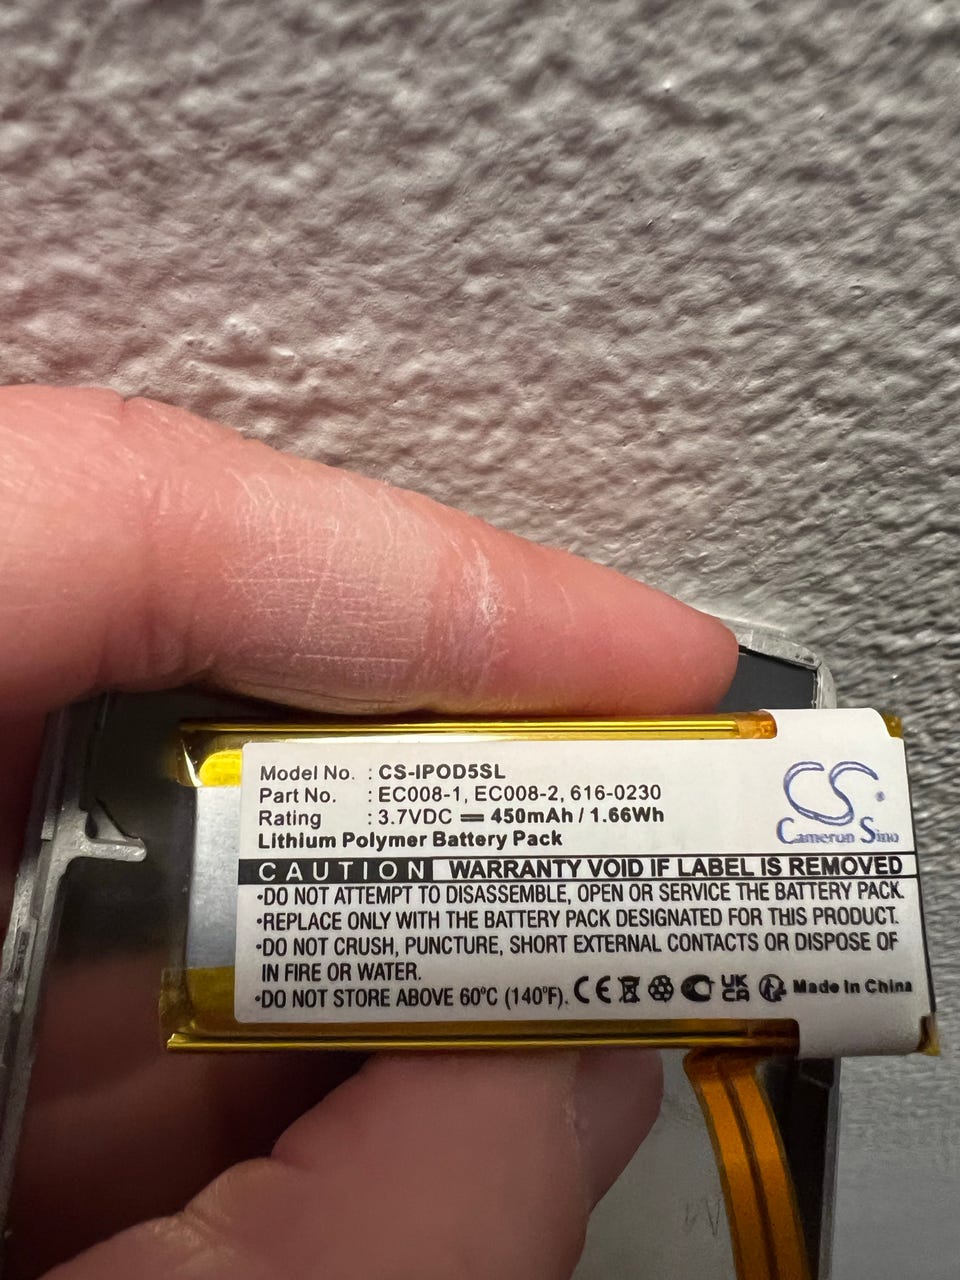 Model No. : CS-IPOD5SL
Part No. : EC008-1, EC008-2, 616-0230
Rating : 3.7VDC ⎓ 450mAh / 1.66Wh
Lithium Polymer Battery Pack
CS
Cameron Sino
CAUTION WARRANTY VOID IF LABEL IS REMOVED
•DO NOT ATTEMPT TO DISASSEMBLE, OPEN OR SERVICE THE BATTERY PACK.
•REPLACE ONLY WITH THE BATTERY PACK DESIGNATED FOR THIS PRODUCT.
•DO NOT CRUSH, PUNCTURE, SHORT EXTERNAL CONTACTS OR DISPOSE OF
IN FIRE OR WATER.
•DO NOT STORE ABOVE 60°C (140°F). CE UK CA Made In China